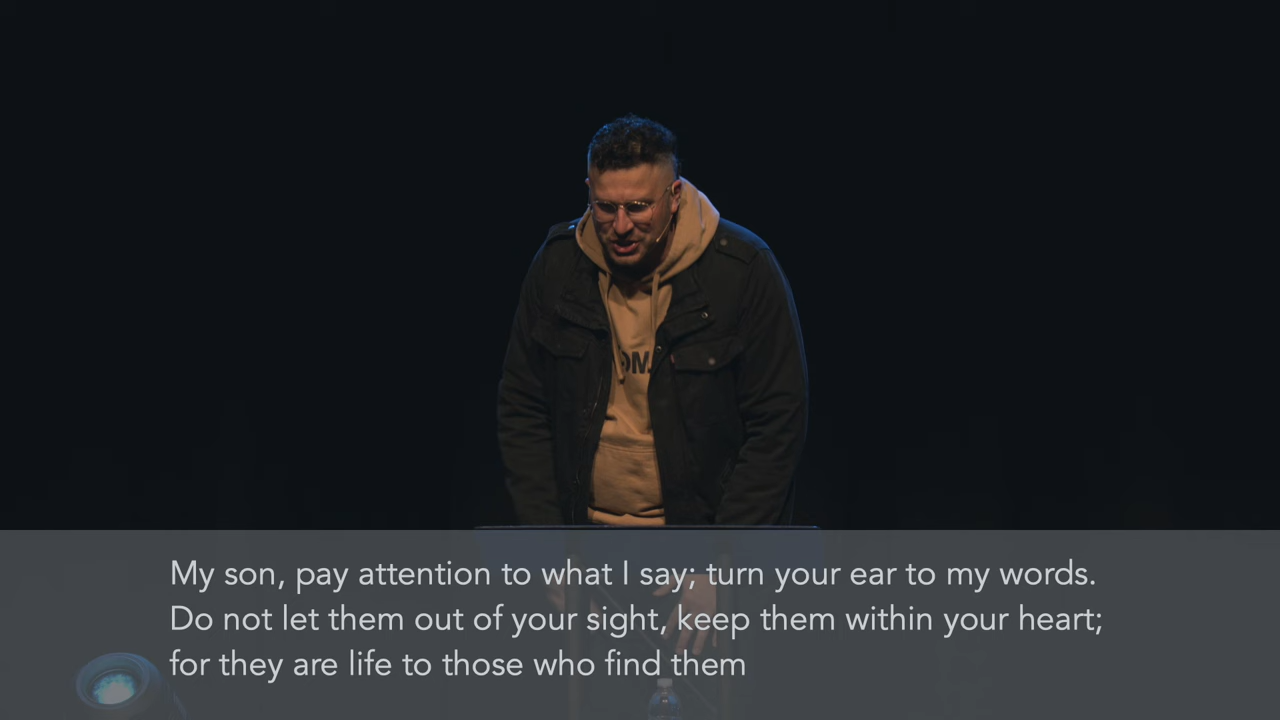 My son, pay attention to what I say; turn your ear to my words.
Do not let them out of your sight, keep them within your heart;
for they are life to those who find them